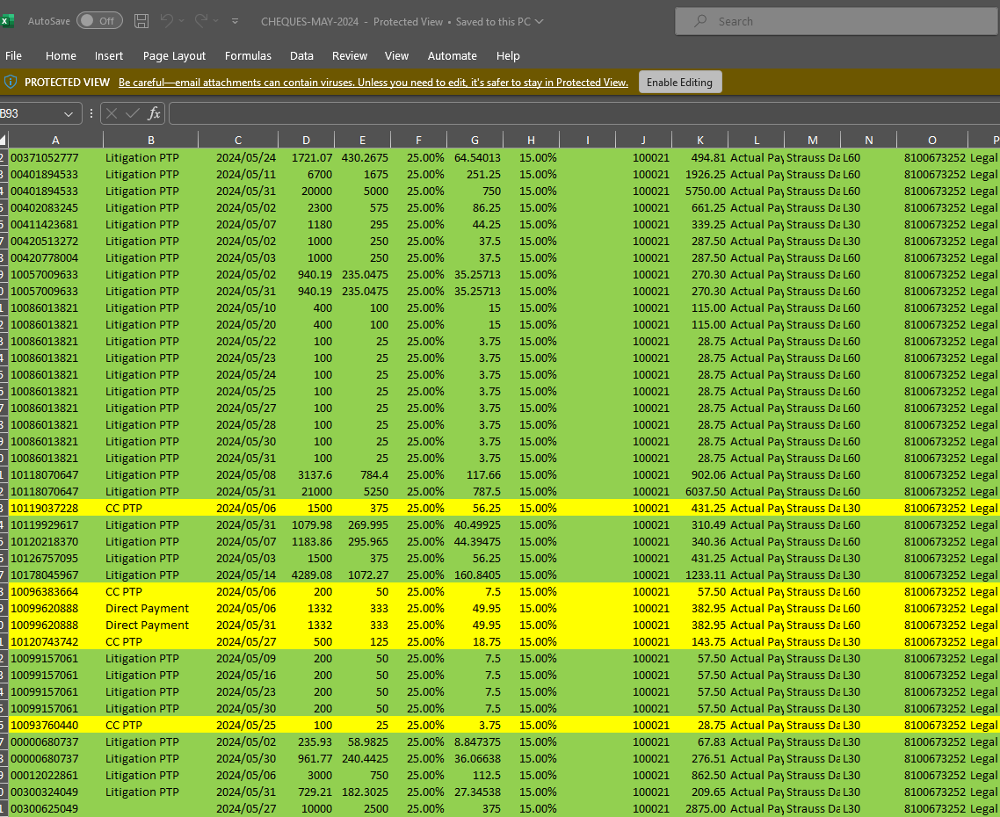 AutoSave Off CHEQUES-MAY-2024 - Protected View • Saved to this PC Search
File Home Insert Page Layout Formulas Data Review View Automate Help
PROTECTED VIEW Be careful—email attachments can contain viruses. Unless you need to edit, it's safer to stay in Protected View. Enable Editing
B93 fx
A B C D E F G H I J K L M N O P
2 00371052777 Litigation PTP 2024/05/24 1721.07 430.2675 25.00% 64.54013 15.00% 100021 494.81 Actual Pay Strauss Da L60 8100673252 Legal
3 00401894533 Litigation PTP 2024/05/11 6700 1675 25.00% 251.25 15.00% 100021 1926.25 Actual Pay Strauss Da L60 8100673252 Legal
4 00401894533 Litigation PTP 2024/05/31 20000 5000 25.00% 750 15.00% 100021 5750.00 Actual Pay Strauss Da L60 8100673252 Legal
5 00402083245 Litigation PTP 2024/05/02 2300 575 25.00% 86.25 15.00% 100021 661.25 Actual Pay Strauss Da L30 8100673252 Legal
6 00411423681 Litigation PTP 2024/05/07 1180 295 25.00% 44.25 15.00% 100021 339.25 Actual Pay Strauss Da L30 8100673252 Legal
7 00420513272 Litigation PTP 2024/05/02 1000 250 25.00% 37.5 15.00% 100021 287.50 Actual Pay Strauss Da L60 8100673252 Legal
8 00420778004 Litigation PTP 2024/05/03 1000 250 25.00% 37.5 15.00% 100021 287.50 Actual Pay Strauss Da L60 8100673252 Legal
9 10057009633 Litigation PTP 2024/05/02 940.19 235.0475 25.00% 35.25713 15.00% 100021 270.30 Actual Pay Strauss Da L60 8100673252 Legal
0 10057009633 Litigation PTP 2024/05/31 940.19 235.0475 25.00% 35.25713 15.00% 100021 270.30 Actual Pay Strauss Da L60 8100673252 Legal
1 10086013821 Litigation PTP 2024/05/10 400 100 25.00% 15 15.00% 100021 115.00 Actual Pay Strauss Da L60 8100673252 Legal
2 10086013821 Litigation PTP 2024/05/20 400 100 25.00% 15 15.00% 100021 115.00 Actual Pay Strauss Da L60 8100673252 Legal
3 10086013821 Litigation PTP 2024/05/22 100 25 25.00% 3.75 15.00% 100021 28.75 Actual Pay Strauss Da L60 8100673252 Legal
4 10086013821 Litigation PTP 2024/05/23 100 25 25.00% 3.75 15.00% 100021 28.75 Actual Pay Strauss Da L60 8100673252 Legal
5 10086013821 Litigation PTP 2024/05/24 100 25 25.00% 3.75 15.00% 100021 28.75 Actual Pay Strauss Da L60 8100673252 Legal
6 10086013821 Litigation PTP 2024/05/25 100 25 25.00% 3.75 15.00% 100021 28.75 Actual Pay Strauss Da L60 8100673252 Legal
7 10086013821 Litigation PTP 2024/05/27 100 25 25.00% 3.75 15.00% 100021 28.75 Actual Pay Strauss Da L60 8100673252 Legal
8 10086013821 Litigation PTP 2024/05/28 100 25 25.00% 3.75 15.00% 100021 28.75 Actual Pay Strauss Da L60 8100673252 Legal
9 10086013821 Litigation PTP 2024/05/30 100 25 25.00% 3.75 15.00% 100021 28.75 Actual Pay Strauss Da L60 8100673252 Legal
0 10086013821 Litigation PTP 2024/05/31 100 25 25.00% 3.75 15.00% 100021 28.75 Actual Pay Strauss Da L60 8100673252 Legal
1 10118070647 Litigation PTP 2024/05/08 3137.6 784.4 25.00% 117.66 15.00% 100021 902.06 Actual Pay Strauss Da L60 8100673252 Legal
2 10118070647 Litigation PTP 2024/05/31 21000 5250 25.00% 787.5 15.00% 100021 6037.50 Actual Pay Strauss Da L60 8100673252 Legal
3 10119037228 CC PTP 2024/05/06 1500 375 25.00% 56.25 15.00% 100021 431.25 Actual Pay Strauss Da L30 8100673252 Legal
4 10119929617 Litigation PTP 2024/05/31 1079.98 269.995 25.00% 40.49925 15.00% 100021 310.49 Actual Pay Strauss Da L30 8100673252 Legal
5 10120218370 Litigation PTP 2024/05/07 1183.86 295.965 25.00% 44.39475 15.00% 100021 340.36 Actual Pay Strauss Da L60 8100673252 Legal
6 10126757095 Litigation PTP 2024/05/03 1500 375 25.00% 56.25 15.00% 100021 431.25 Actual Pay Strauss Da L30 8100673252 Legal
7 10178045967 Litigation PTP 2024/05/14 4289.08 1072.27 25.00% 160.8405 15.00% 100021 1233.11 Actual Pay Strauss Da L30 8100673252 Legal
8 10096383664 CC PTP 2024/05/06 200 50 25.00% 7.5 15.00% 100021 57.50 Actual Pay Strauss Da L60 8100673252 Legal
9 10099620888 Direct Payment 2024/05/06 1332 333 25.00% 49.95 15.00% 100021 382.95 Actual Pay Strauss Da L60 8100673252 Legal
0 10099620888 Direct Payment 2024/05/31 1332 333 25.00% 49.95 15.00% 100021 382.95 Actual Pay Strauss Da L60 8100673252 Legal
1 10120743742 CC PTP 2024/05/27 500 125 25.00% 18.75 15.00% 100021 143.75 Actual Pay Strauss Da L30 8100673252 Legal
2 10099157061 Litigation PTP 2024/05/09 200 50 25.00% 7.5 15.00% 100021 57.50 Actual Pay Strauss Da L30 8100673252 Legal
3 10099157061 Litigation PTP 2024/05/16 200 50 25.00% 7.5 15.00% 100021 57.50 Actual Pay Strauss Da L30 8100673252 Legal
4 10099157061 Litigation PTP 2024/05/23 200 50 25.00% 7.5 15.00% 100021 57.50 Actual Pay Strauss Da L30 8100673252 Legal
5 10099157061 Litigation PTP 2024/05/30 200 50 25.00% 7.5 15.00% 100021 57.50 Actual Pay Strauss Da L30 8100673252 Legal
6 10093760440 CC PTP 2024/05/25 100 25 25.00% 3.75 15.00% 100021 28.75 Actual Pay Strauss Da L30 8100673252 Legal
7 00000680737 Litigation PTP 2024/05/02 235.93 58.9825 25.00% 8.847375 15.00% 100021 67.83 Actual Pay Strauss Da L30 8100673252 Legal
8 00000680737 Litigation PTP 2024/05/30 961.77 240.4425 25.00% 36.06638 15.00% 100021 276.51 Actual Pay Strauss Da L30 8100673252 Legal
9 00012022861 Litigation PTP 2024/05/06 3000 750 25.00% 112.5 15.00% 100021 862.50 Actual Pay Strauss Da L30 8100673252 Legal
0 00300324049 Litigation PTP 2024/05/31 729.21 182.3025 25.00% 27.34538 15.00% 100021 209.65 Actual Pay Strauss Da L30 8100673252 Legal
1 00300625049 2024/05/27 10000 2500 25.00% 375 15.00% 100021 2875.00 Actual Pay Strauss Da L30 8100673252 Legal